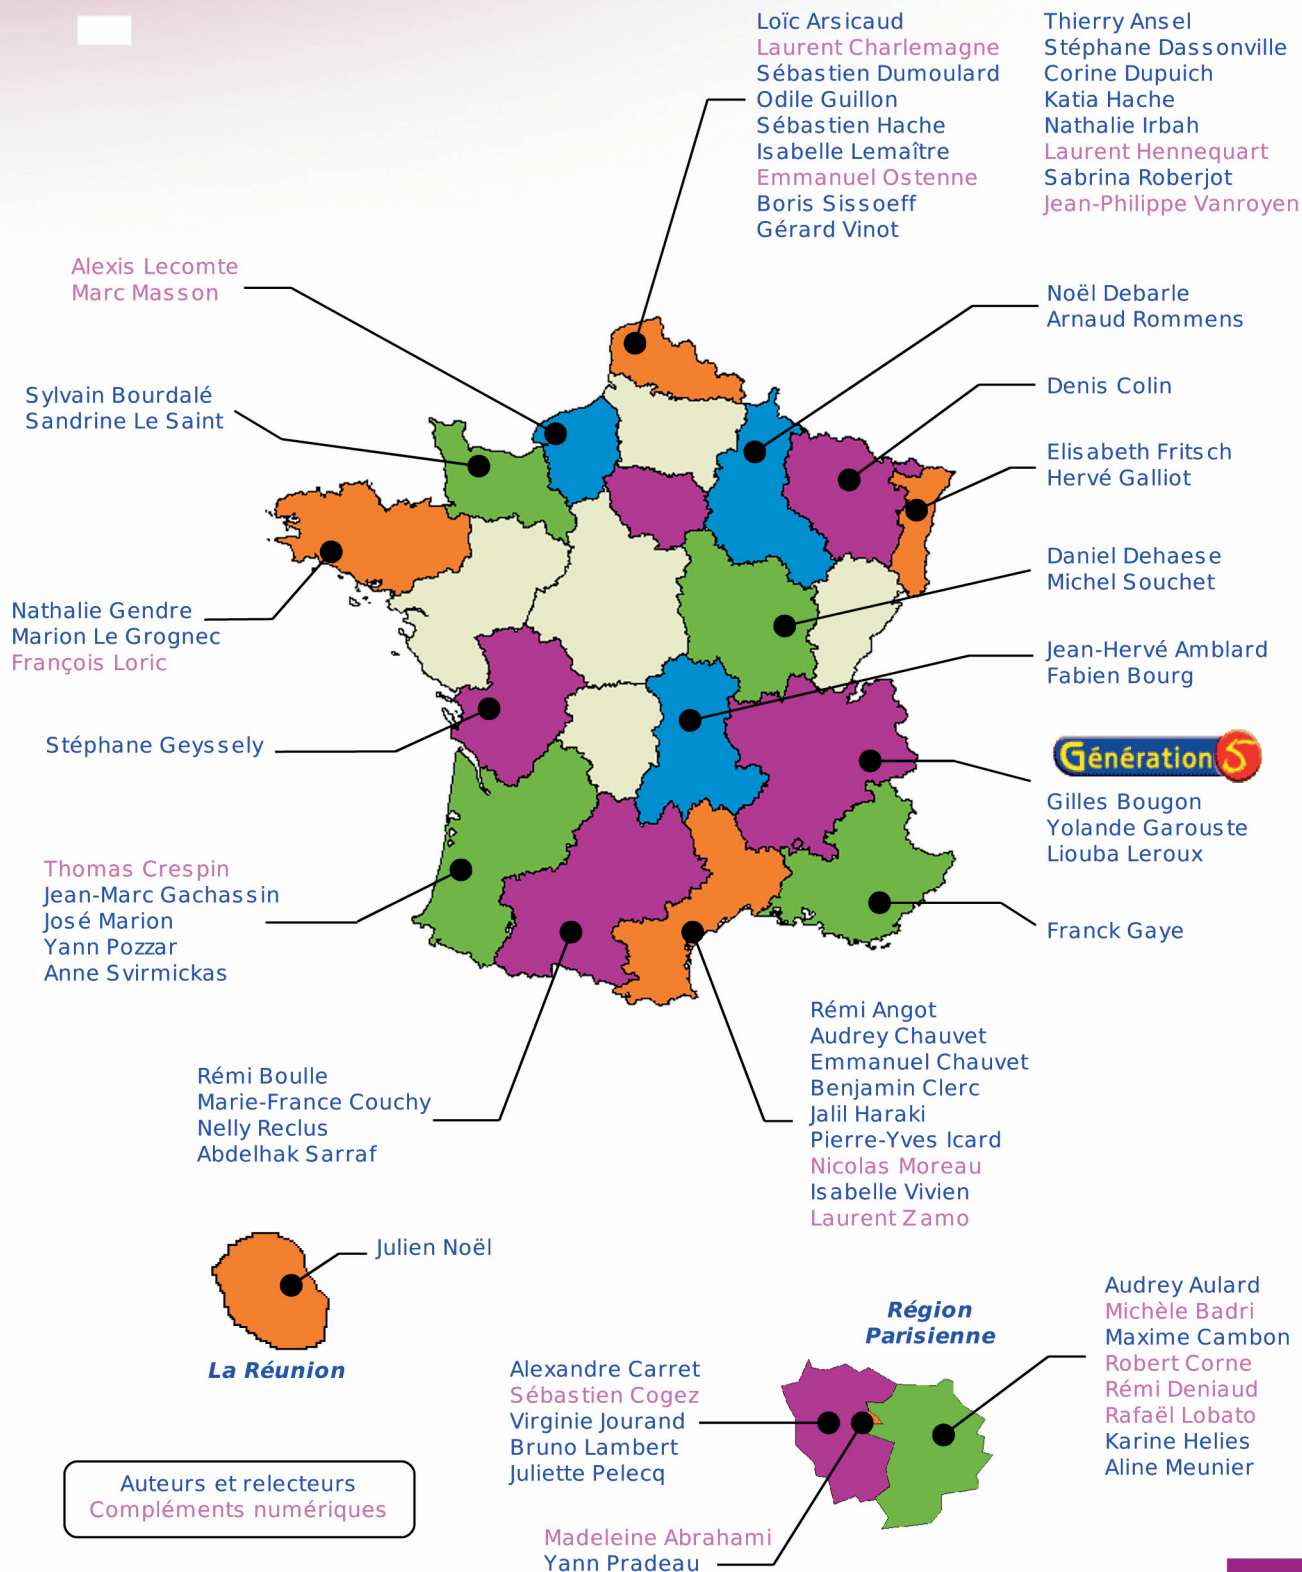 Loïc Arsicaud
Laurent Charlemagne
Sébastien Dumoulard
Odile Guillon
Sébastien Hache
Isabelle Lemaître
Emmanuel Ostenne
Boris Sissoeff
Gérard Vinot
Thierry Ansel
Stéphane Dassonville
Corine Dupuich
Katia Hache
Nathalie Irbah
Laurent Hennequart
Sabrina Roberjot
Jean-Philippe Vanroyen
Alexis Lecomte
Marc Masson
Noël Debarle
Arnaud Rommens
Sylvain Bourdalé
Sandrine Le Saint
Denis Colin
Elisabeth Fritsch
Hervé Galliot
Daniel Dehaese
Michel Souchet
Nathalie Gendre
Marion Le Grognec
François Loric
Jean-Hervé Amblard
Fabien Bourg
Stéphane Geyssely
Génération 5
Gilles Bougon
Yolande Garouste
Liouba Leroux
Thomas Crespin
Jean-Marc Gachassin
José Marion
Yann Pozzar
Anne Svirmickas
Franck Gaye
Rémi Angot
Audrey Chauvet
Emmanuel Chauvet
Benjamin Clerc
Jalil Haraki
Pierre-Yves Icard
Nicolas Moreau
Isabelle Vivien
Laurent Zamo
Rémi Boulle
Marie-France Couchy
Nelly Reclus
Abdelhak Sarraf
Julien Noël
La Réunion
Région
Parisienne
Audrey Aulard
Michèle Badri
Maxime Cambon
Robert Corne
Rémi Deniaud
Rafaël Lobato
Karine Helies
Aline Meunier
Alexandre Carret
Sébastien Cogez
Virginie Jourand
Bruno Lambert
Juliette Pelecq
Auteurs et relecteurs
Compléments numériques
Madeleine Abrahami
Yann Pradeau